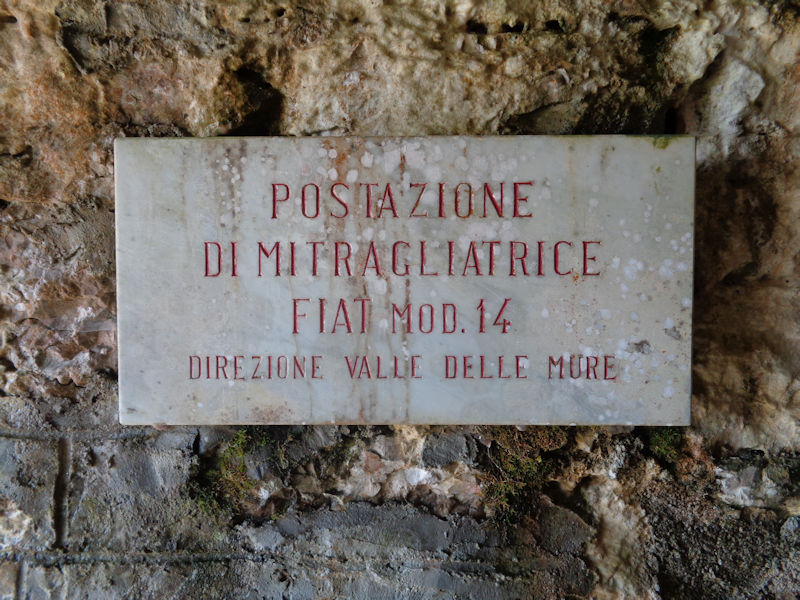 POSTAZIONE
DI MITRAGLIATRICE
FIAT MOD. 14
DIREZIONE VALLE DELLE MURE